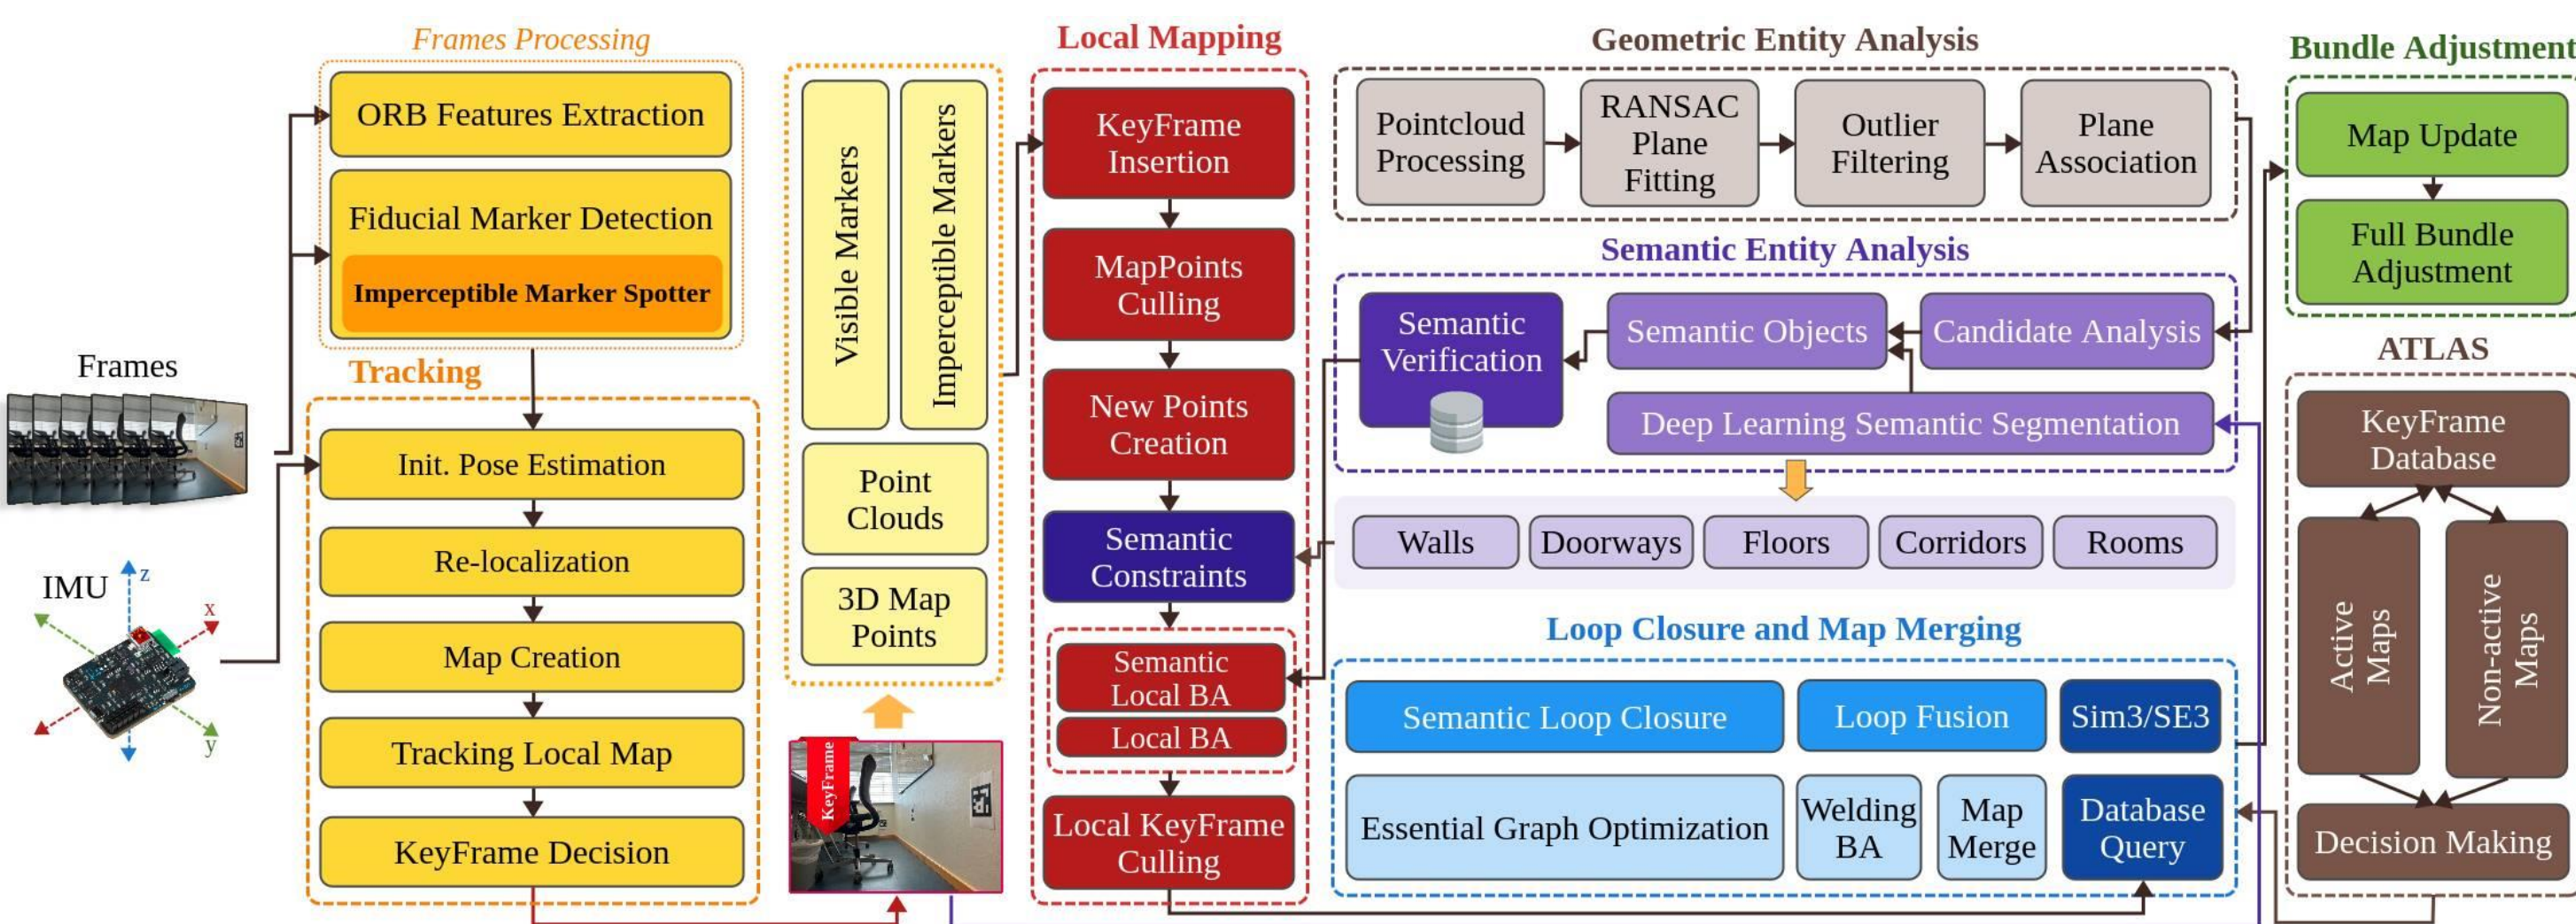 Frames Processing
ORB Features Extraction
Fiducial Marker Detection
Imperceptible Marker Spotter
Frames
IMU
z
x
y
Tracking
Init. Pose Estimation
Re-localization
Map Creation
Tracking Local Map
KeyFrame Decision
Visible Markers
Imperceptible Markers
Point
Clouds
3D Map
Points
KeyFrame
Local Mapping
KeyFrame
Insertion
MapPoints
Culling
New Points
Creation
Semantic
Constraints
Semantic
Local BA
Local BA
Local KeyFrame
Culling
Geometric Entity Analysis
Pointcloud
Processing
RANSAC
Plane
Fitting
Outlier
Filtering
Plane
Association
Semantic Entity Analysis
Semantic
Verification
Semantic Objects
Candidate Analysis
Deep Learning Semantic Segmentation
Walls
Doorways
Floors
Corridors
Rooms
Loop Closure and Map Merging
Semantic Loop Closure
Loop Fusion
Sim3/SE3
Essential Graph Optimization
Welding
BA
Map
Merge
Database
Query
Bundle Adjustment
Map Update
Full Bundle
Adjustment
ATLAS
KeyFrame
Database
Active
Maps
Non-active
Maps
Decision Making